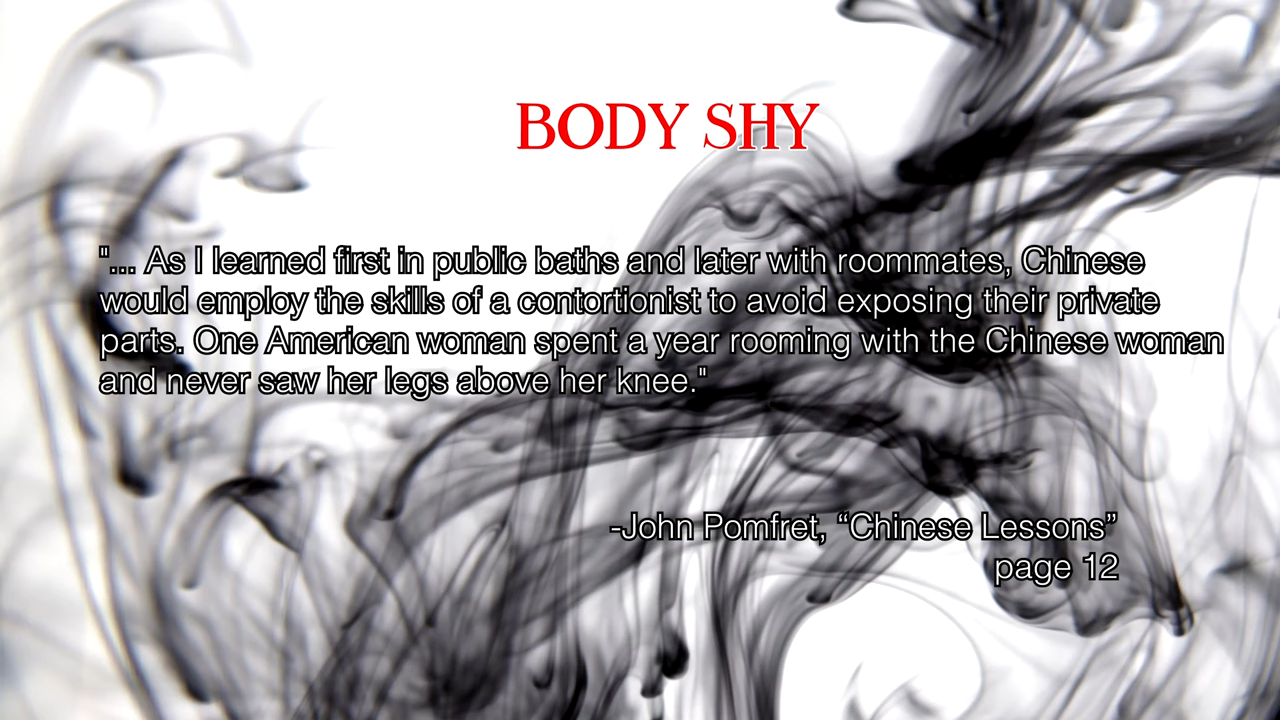 BODY SHY
"... As I learned first in public baths and later with roommates, Chinese
would employ the skills of a contortionist to avoid exposing their private
parts. One American woman spent a year rooming with the Chinese woman
and never saw her legs above her knee."
-John Pomfret, “Chinese Lessons”
page 12